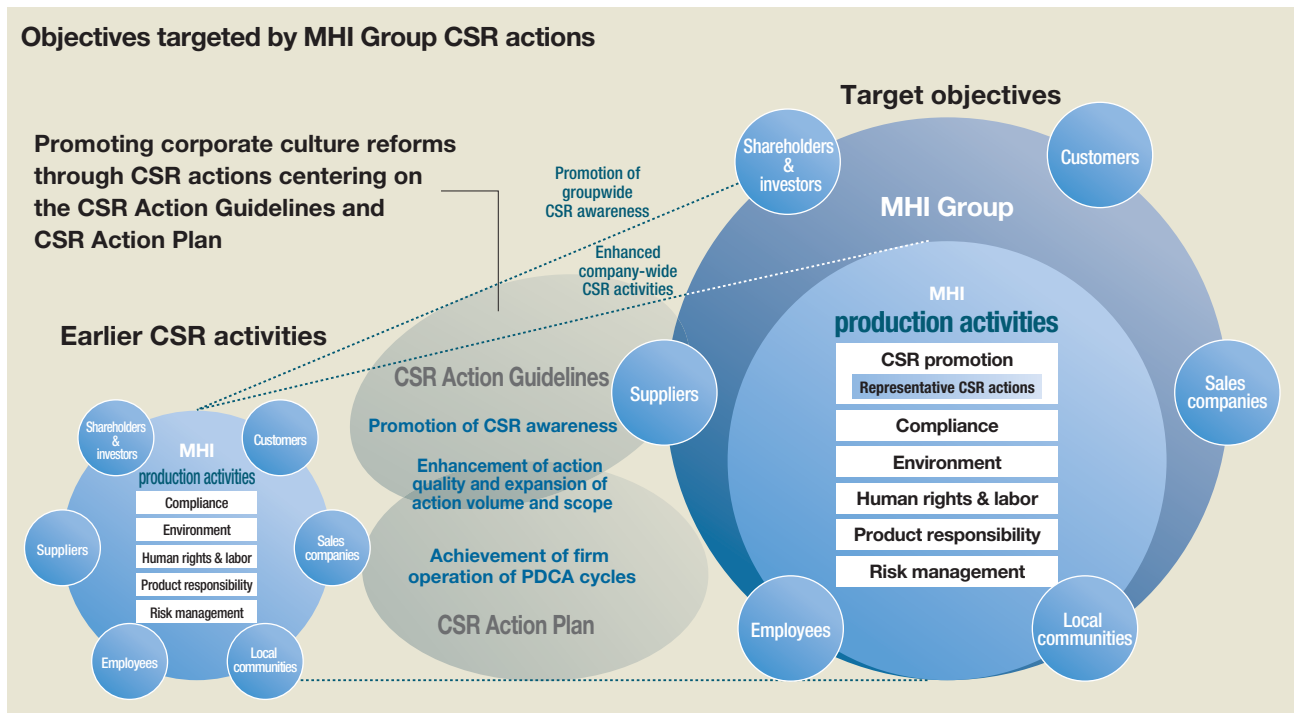 Objectives targeted by MHI Group CSR actions
Promoting corporate culture reforms
through CSR actions centering on
the CSR Action Guidelines and
CSR Action Plan
Earlier CSR activities
Shareholders
&
investors
Customers
MHI
production activities
Compliance
Environment
Human rights & labor
Product responsibility
Risk management
Suppliers
Sales
companies
Employees
Local
communities
Promotion of
groupwide
CSR awareness
Enhanced
company-wide
CSR activities
CSR Action Guidelines
Promotion of CSR awareness
Enhancement of action
quality and expansion of
action volume and scope
Achievement of firm
operation of PDCA cycles
CSR Action Plan
Target objectives
Shareholders
&
investors
Customers
MHI Group
MHI
production activities
CSR promotion
Representative CSR actions
Compliance
Environment
Human rights & labor
Product responsibility
Risk management
Suppliers
Sales
companies
Employees
Local
communities